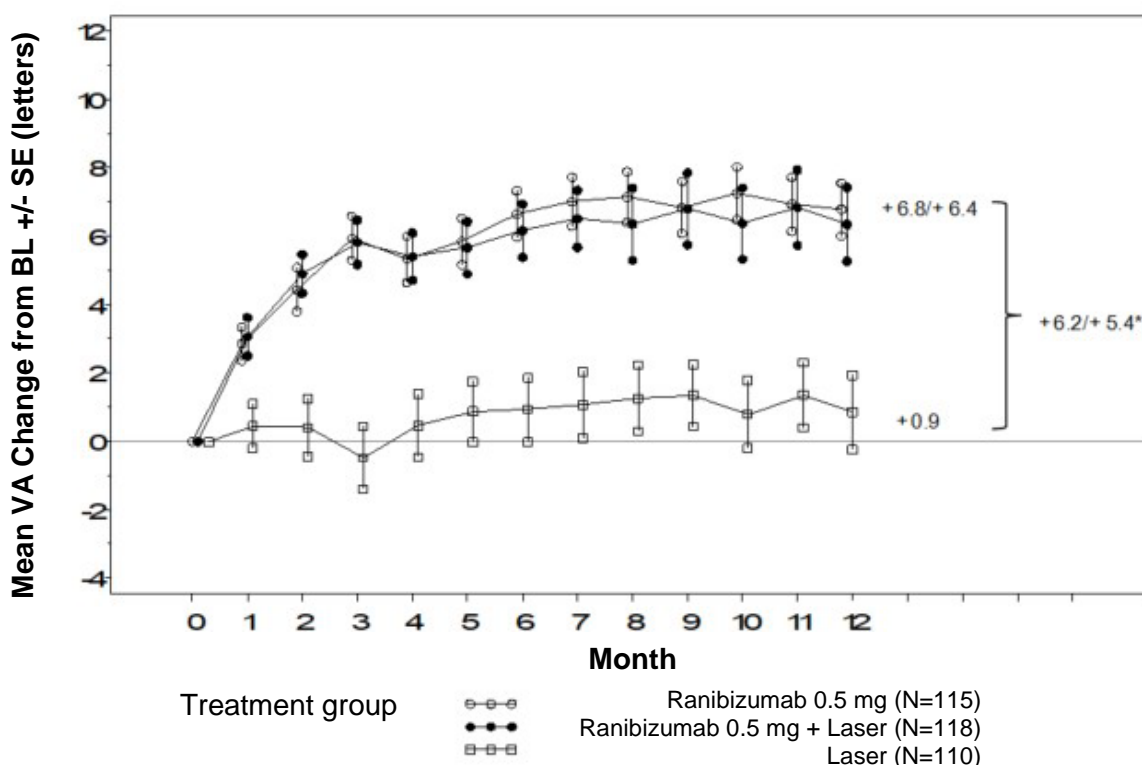 Mean VA Change from BL +/- SE (letters)
12
10
8
6
4
2
0
-2
-4
+6.8/+6.4
+6.2/+5.4*
+0.9
0 1 2 3 4 5 6 7 8 9 10 11 12
Month
Treatment group
Ranibizumab 0.5 mg (N=115)
Ranibizumab 0.5 mg + Laser (N=118)
Laser (N=110)